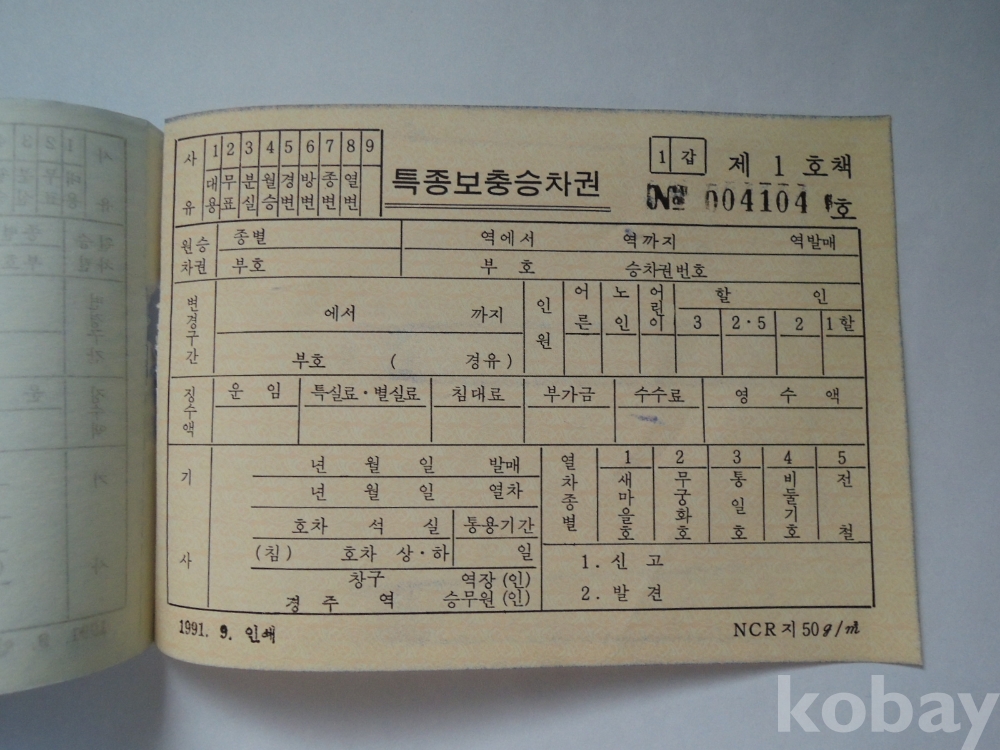 사유 1 2 3 4 5 6 7 8 9
대용 무표 분실 월승 경변 방변 종변 열변
특종보충승차권
1 갑 제 1 호책
№ 004104 호
원승차권 종별 역에서 역까지 역발매
부호 부호 승차권번호
변경구간 에서 까지 인원 어른 노인 어린이 할인
3 2·5 2 1할
부호 ( 경유)
징수액 운임 특실료·별실료 침대료 부가금 수수료 영수액
기사 년 월 일 발매 열차종별 1 2 3 4 5
년 월 일 열차 새마을호 무궁화호 통일호 비둘기호 전철
호차 석 실 통용기간
(침) 호차 상·하 일 1. 신고
창구 역장 (인)
경주역 승무원 (인) 2. 발견
1991. 9. 인쇄 NCR지 50g/㎡
kobay